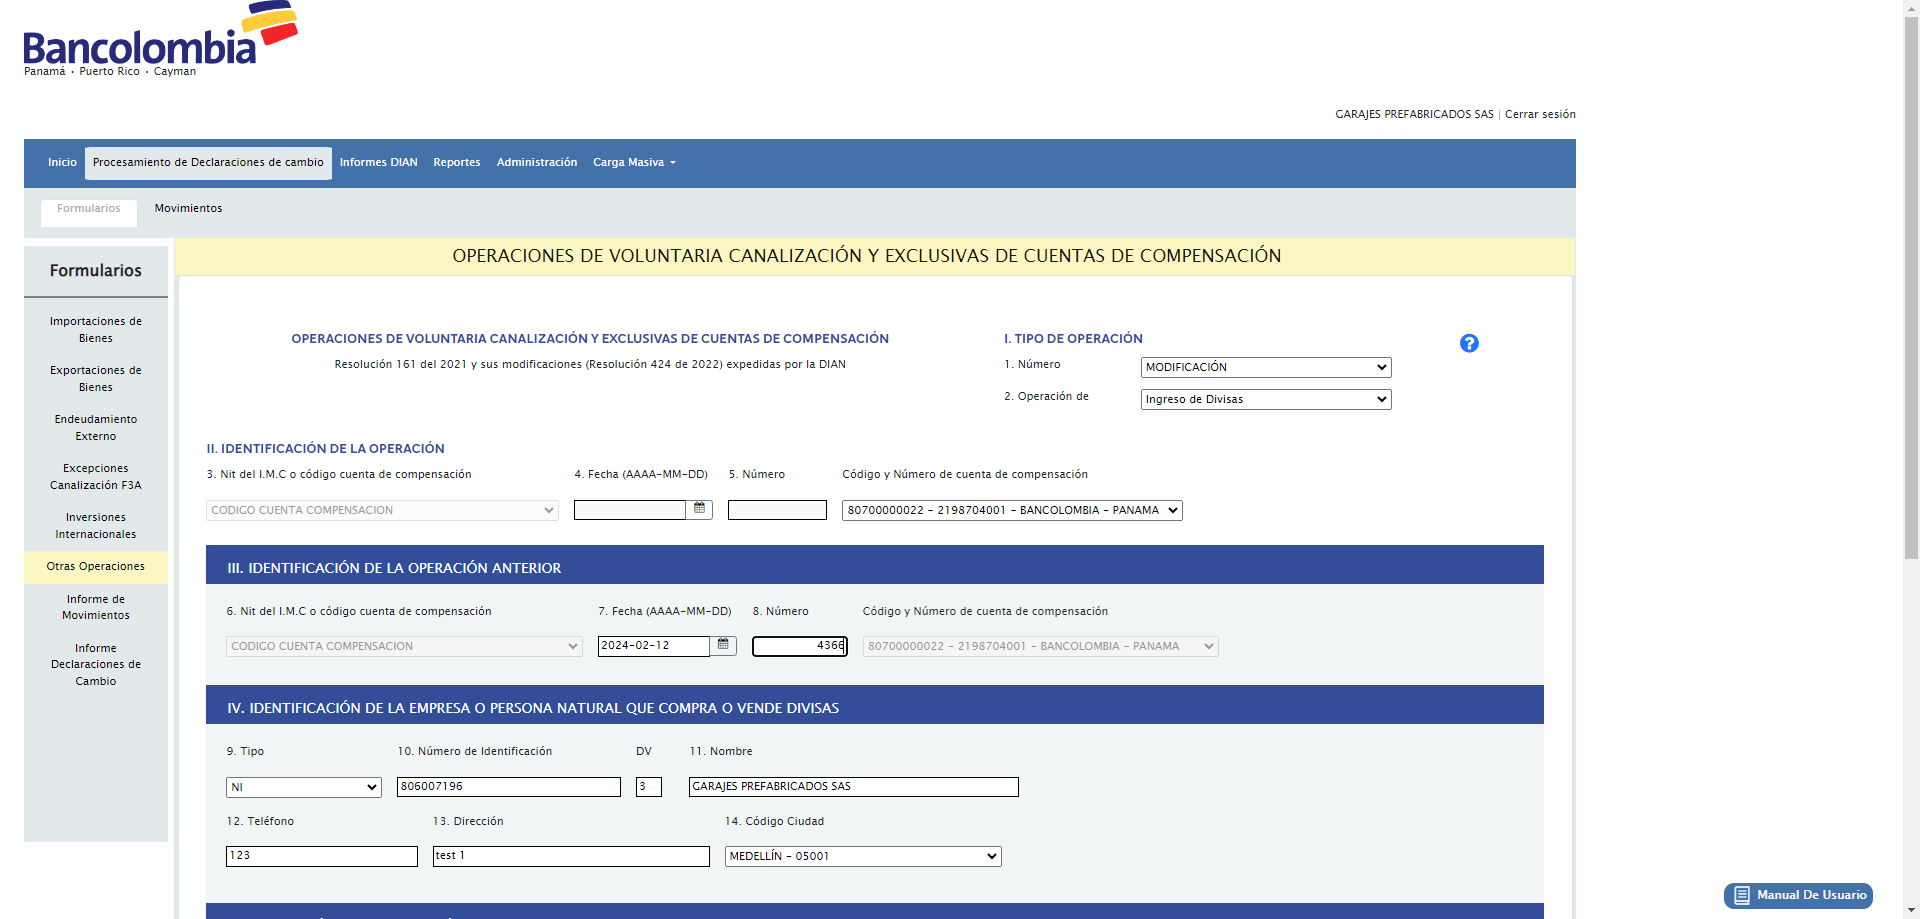 Bancolombia
Panamá · Puerto Rico · Cayman
GARAJES PREFABRICADOS SAS | Cerrar sesión
Inicio
Procesamiento de Declaraciones de cambio
Informes DIAN
Reportes
Administración
Carga Masiva
Formularios
Movimientos
Formularios
Importaciones de
Bienes
Exportaciones de
Bienes
Endeudamiento
Externo
Excepciones
Canalización F3A
Inversiones
Internacionales
Otras Operaciones
Informe de
Movimientos
Informe
Declaraciones de
Cambio
OPERACIONES DE VOLUNTARIA CANALIZACIÓN Y EXCLUSIVAS DE CUENTAS DE COMPENSACIÓN
OPERACIONES DE VOLUNTARIA CANALIZACIÓN Y EXCLUSIVAS DE CUENTAS DE COMPENSACIÓN
Resolución 161 del 2021 y sus modificaciones (Resolución 424 de 2022) expedidas por la DIAN
I. TIPO DE OPERACIÓN
1. Número
MODIFICACIÓN
2. Operación de
Ingreso de Divisas
?
II. IDENTIFICACIÓN DE LA OPERACIÓN
3. Nit del I.M.C o código cuenta de compensación
4. Fecha (AAAA-MM-DD)
5. Número
Código y Número de cuenta de compensación
CODIGO CUENTA COMPENSACION
80700000022 - 2198704001 - BANCOLOMBIA - PANAMA
III. IDENTIFICACIÓN DE LA OPERACIÓN ANTERIOR
6. Nit del I.M.C o código cuenta de compensación
7. Fecha (AAAA-MM-DD)
8. Número
Código y Número de cuenta de compensación
CODIGO CUENTA COMPENSACION
2024-02-12
4366
80700000022 - 2198704001 - BANCOLOMBIA - PANAMA
IV. IDENTIFICACIÓN DE LA EMPRESA O PERSONA NATURAL QUE COMPRA O VENDE DIVISAS
9. Tipo
10. Número de Identificación
DV
11. Nombre
NI
806007196
3
GARAJES PREFABRICADOS SAS
12. Teléfono
13. Dirección
14. Código Ciudad
123
test 1
MEDELLÍN - 05001
Manual De Usuario